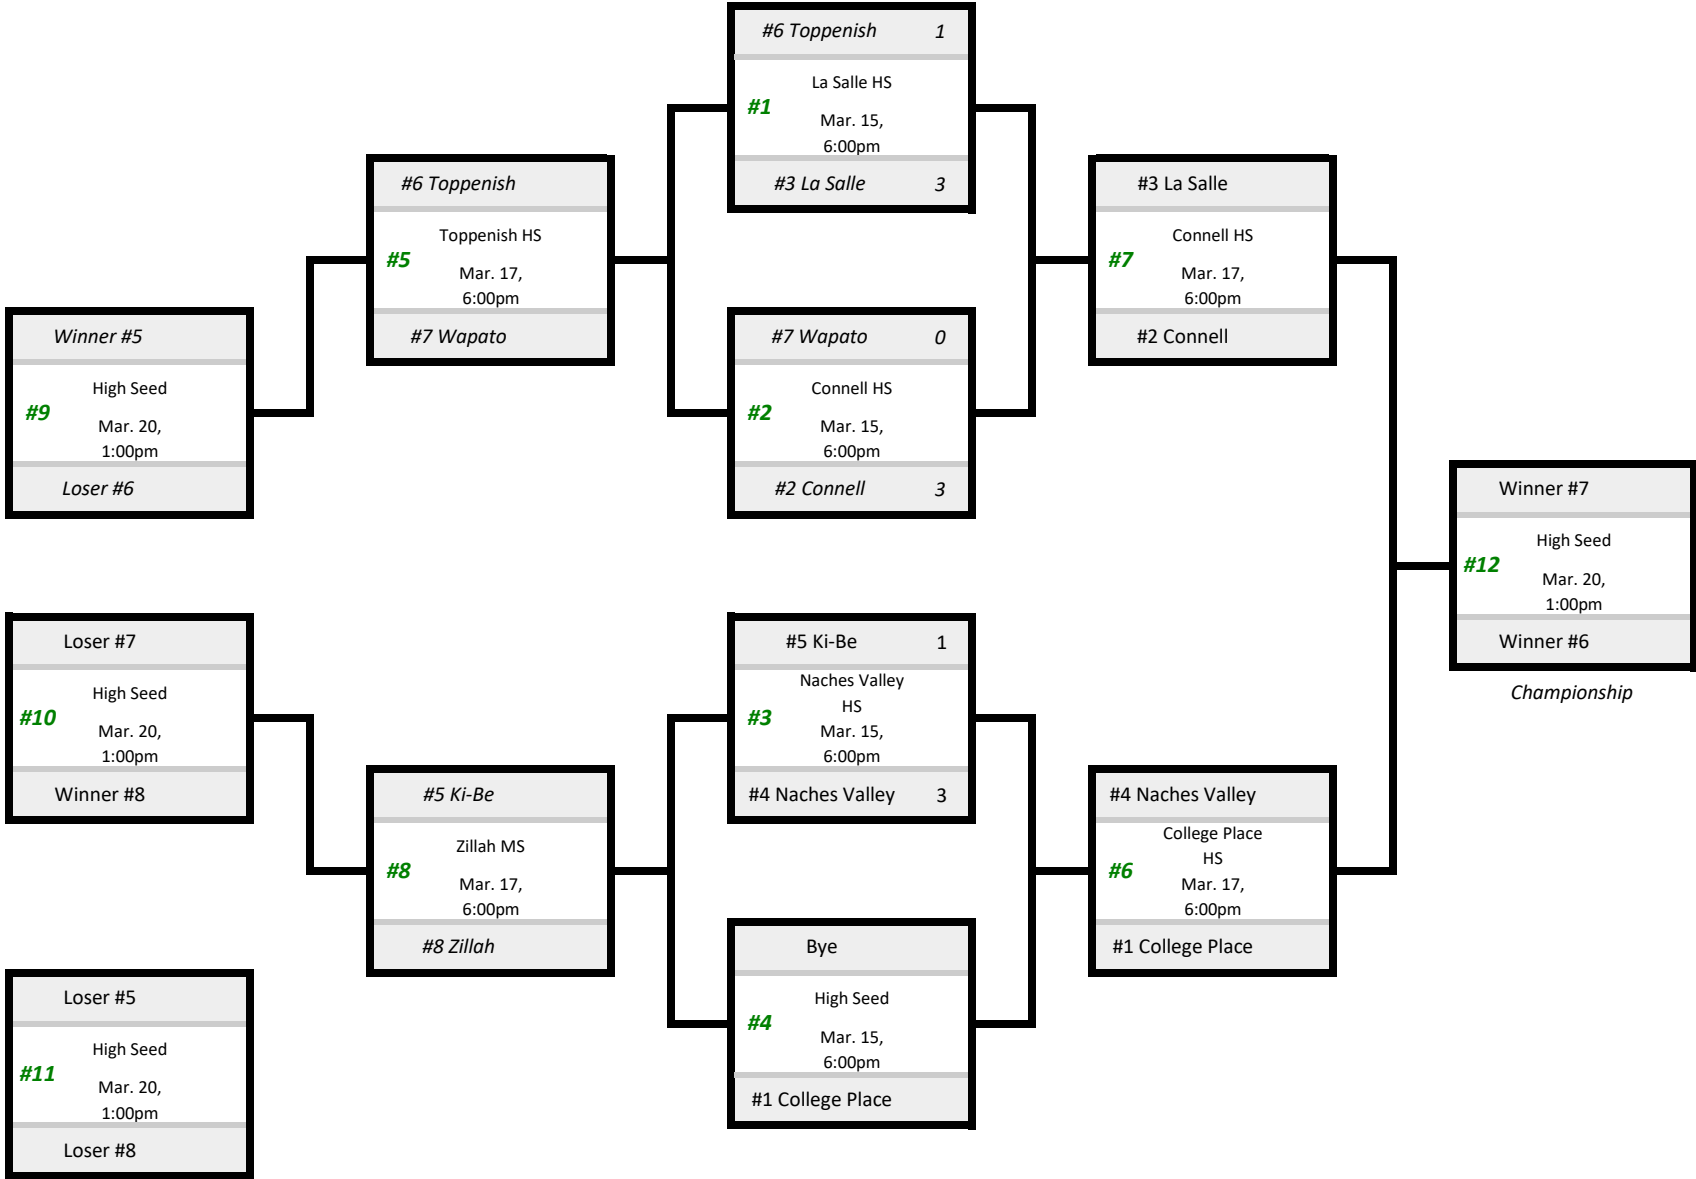 #6 Toppenish 1
La Salle HS
#1
Mar. 15,
6:00pm
#3 La Salle 3
#6 Toppenish
Toppenish HS
#5
Mar. 17,
6:00pm
#7 Wapato
#3 La Salle
Connell HS
#7
Mar. 17,
6:00pm
#2 Connell
Winner #5
High Seed
#9
Mar. 20,
1:00pm
Loser #6
#7 Wapato 0
Connell HS
#2
Mar. 15,
6:00pm
#2 Connell 3
Winner #7
High Seed
#12
Mar. 20,
1:00pm
Winner #6
Championship
Loser #7
High Seed
#10
Mar. 20,
1:00pm
Winner #8
#5 Ki-Be 1
Naches Valley
HS
#3
Mar. 15,
6:00pm
#4 Naches Valley 3
#5 Ki-Be
Zillah MS
#8
Mar. 17,
6:00pm
#8 Zillah
#4 Naches Valley
College Place
HS
#6
Mar. 17,
6:00pm
#1 College Place
Bye
High Seed
#4
Mar. 15,
6:00pm
#1 College Place
Loser #5
High Seed
#11
Mar. 20,
1:00pm
Loser #8